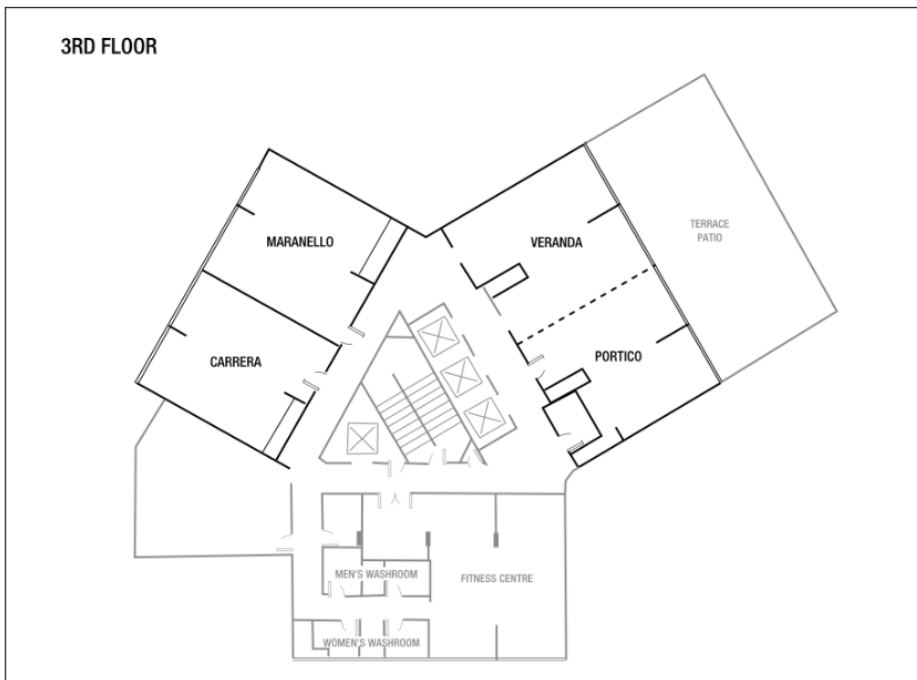 3RD FLOOR
MARANELLO
VERANDA
TERRACE
PATIO
CARRERA
PORTICO
MEN'S WASHROOM
FITNESS CENTRE
WOMEN'S WASHROOM